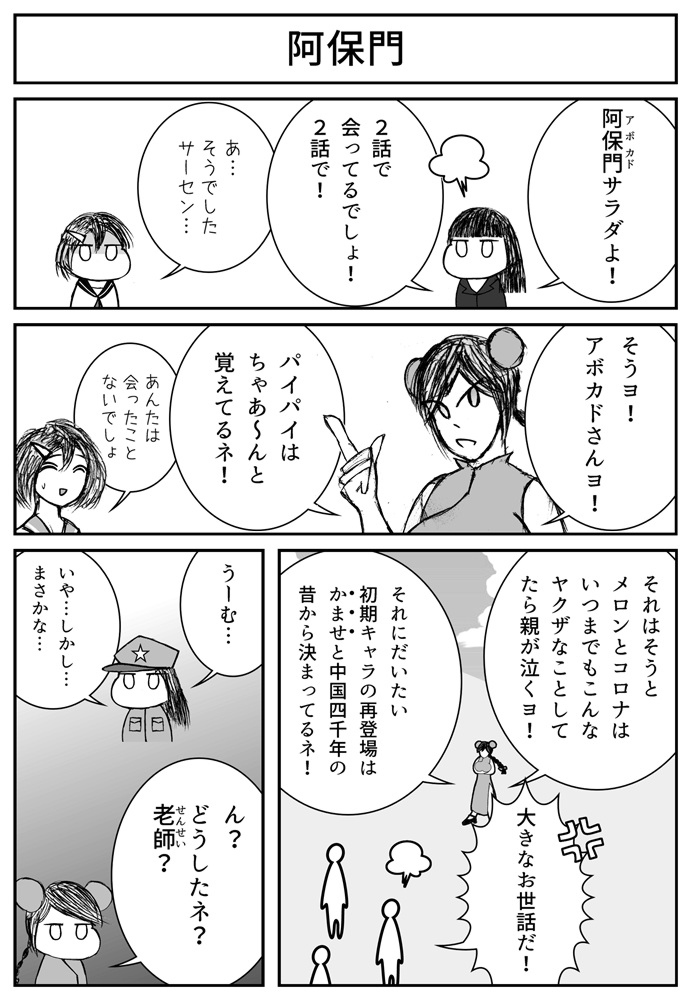 阿保門
阿保門サラダよ！
アボカド
２話で
会ってるでしょ！
２話で！
あ…
そうでした
サーセン…
そうヨ！
アボカドさんヨ！
パイパイは
ちゃあ～んと
覚えてるネ！
あんたは
会ったこと
ないでしょ
それはそうと
メロンとコロナは
いつまでもこんな
ヤクザなことして
たら親が泣くヨ！
それにだいたい
初期キャラの再登場は
かませと中国四千年の
昔から決まってるネ！
大きなお世話だ！
うーむ…
いや…しかし…
まさかな…
ん？
どうしたネ？
老師？
せんせい